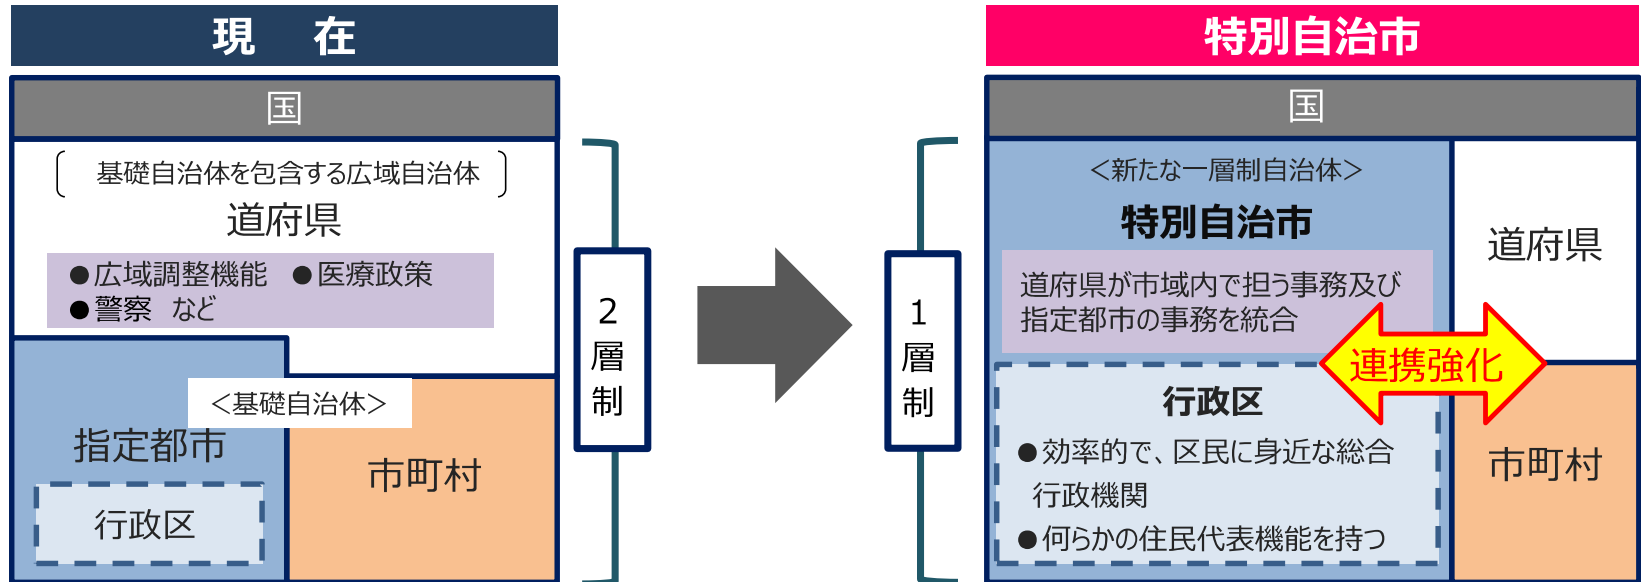 現 在
国
基礎自治体を包含する広域自治体
道府県
●広域調整機能 ●医療政策
●警察 など
<基礎自治体>
指定都市
行政区
市町村
2層制
特別自治市
国
<新たな一層制自治体>
特別自治市
道府県が市域内で担う事務及び
指定都市の事務を統合
行政区
●効率的で、区民に身近な総合
行政機関
●何らかの住民代表機能を持つ
道府県
連携強化
市町村
1層制